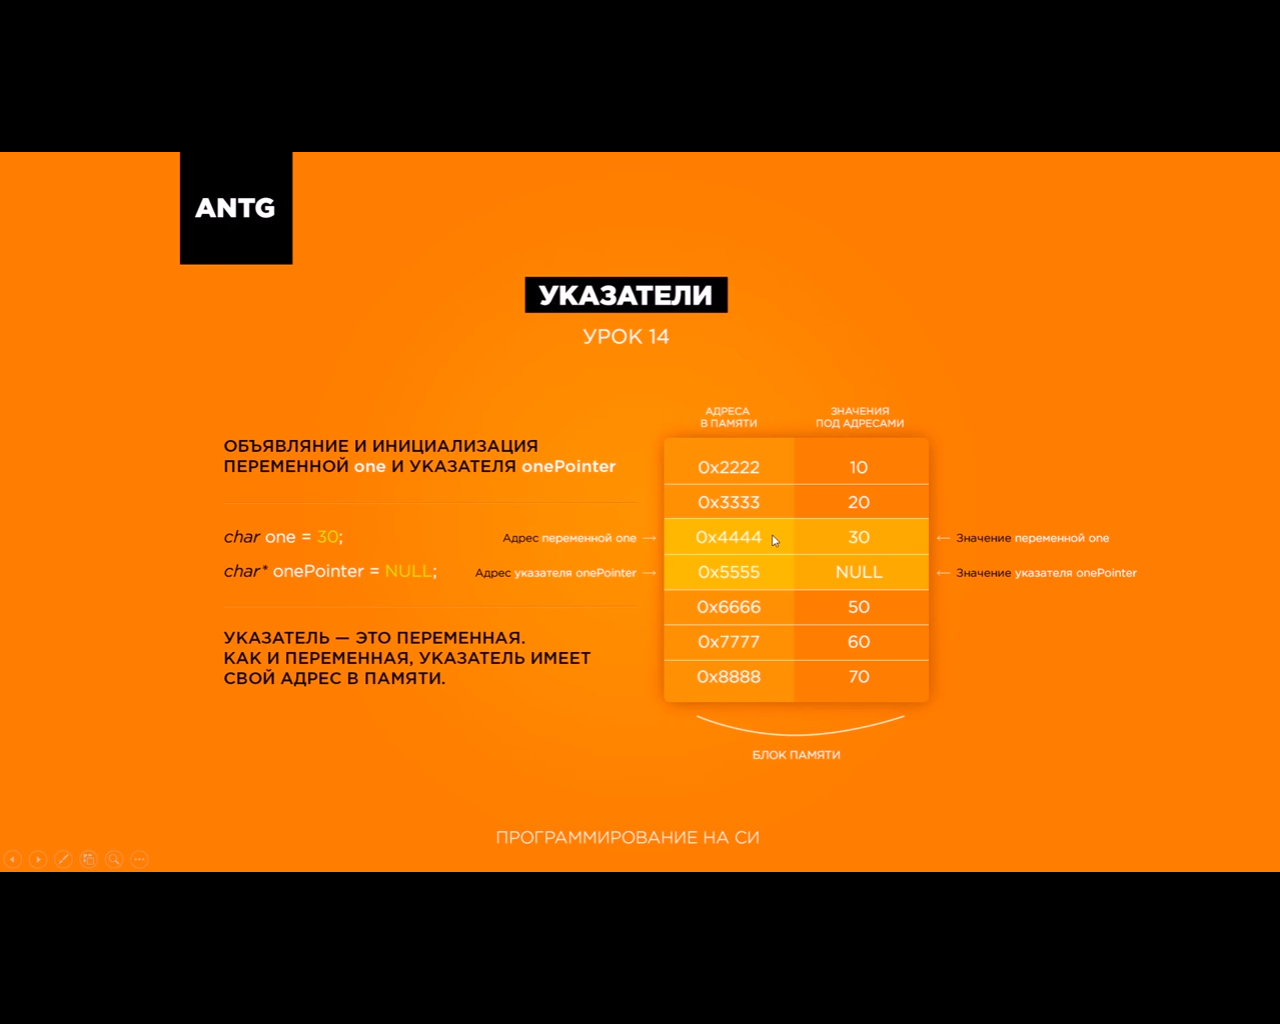 ANTG
УКАЗАТЕЛИ
УРОК 14
ОБЪЯВЛЯНИЕ И ИНИЦИАЛИЗАЦИЯ
ПЕРЕМЕННОЙ one И УКАЗАТЕЛЯ onePointer
char one = 30;
char* onePointer = NULL;
УКАЗАТЕЛЬ — ЭТО ПЕРЕМЕННАЯ.
КАК И ПЕРЕМЕННАЯ, УКАЗАТЕЛЬ ИМЕЕТ
СВОЙ АДРЕС В ПАМЯТИ.
Адрес переменной one →
Адрес указателя onePointer →
АДРЕСА
В ПАМЯТИ
ЗНАЧЕНИЯ
ПОД АДРЕСАМИ
0x2222 10
0x3333 20
0x4444 30
0x5555 NULL
0x6666 50
0x7777 60
0x8888 70
← Значение переменной one
← Значение указателя onePointer
БЛОК ПАМЯТИ
ПРОГРАММИРОВАНИЕ НА СИ